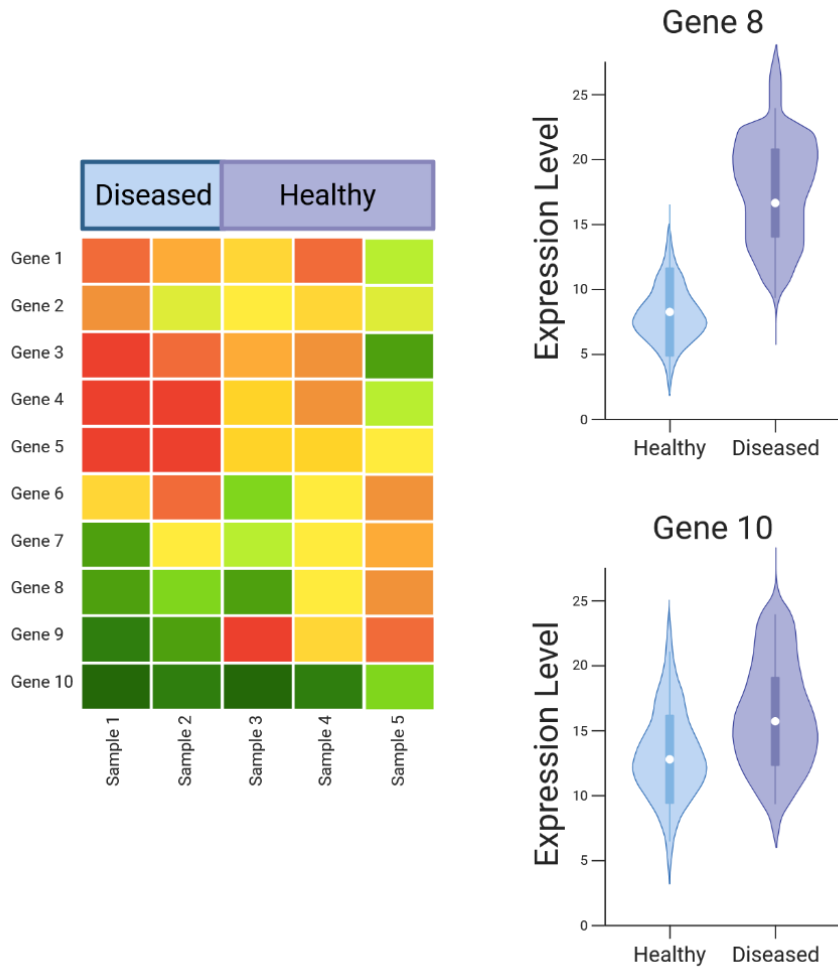 Diseased
Healthy
Gene 1
Gene 2
Gene 3
Gene 4
Gene 5
Gene 6
Gene 7
Gene 8
Gene 9
Gene 10
Sample 1
Sample 2
Sample 3
Sample 4
Sample 5
Gene 8
Expression Level
25
20
15
10
5
0
Healthy
Diseased
Gene 10
Expression Level
25
20
15
10
5
0
Healthy
Diseased